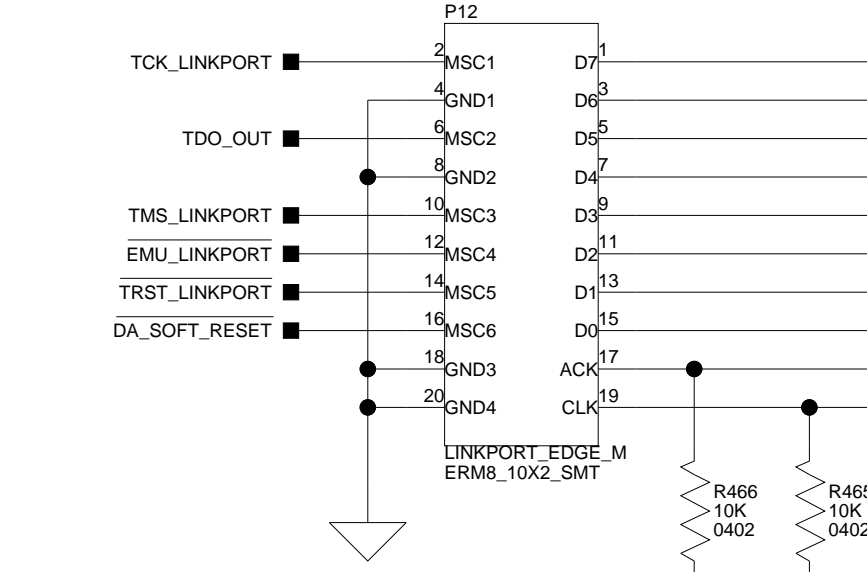 P12
TCK_LINKPORT 2 MSC1 D7 1
4 GND1 D6 3
TDO_OUT 6 MSC2 D5 5
8 GND2 D4 7
TMS_LINKPORT 10 MSC3 D3 9
EMU_LINKPORT 12 MSC4 D2 11
TRST_LINKPORT 14 MSC5 D1 13
DA_SOFT_RESET 16 MSC6 D0 15
18 GND3 ACK 17
20 GND4 CLK 19
LINKPORT_EDGE_M
ERM8_10X2_SMT
R466 R465
10K 10K
0402 0402